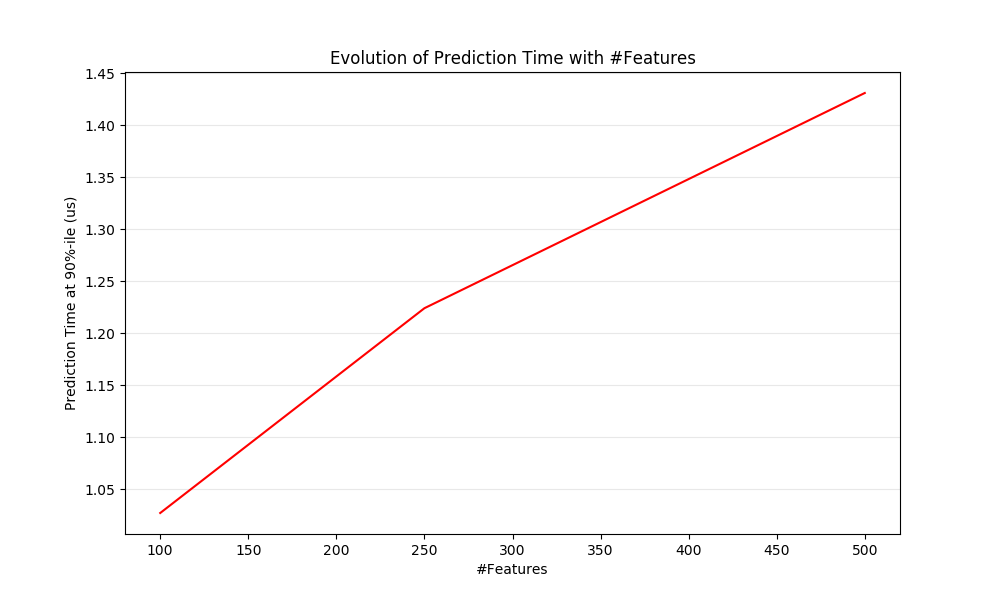 Evolution of Prediction Time with #Features
Prediction Time at 90%-ile (us)
1.45
1.40
1.35
1.30
1.25
1.20
1.15
1.10
1.05
100 150 200 250 300 350 400 450 500
#Features